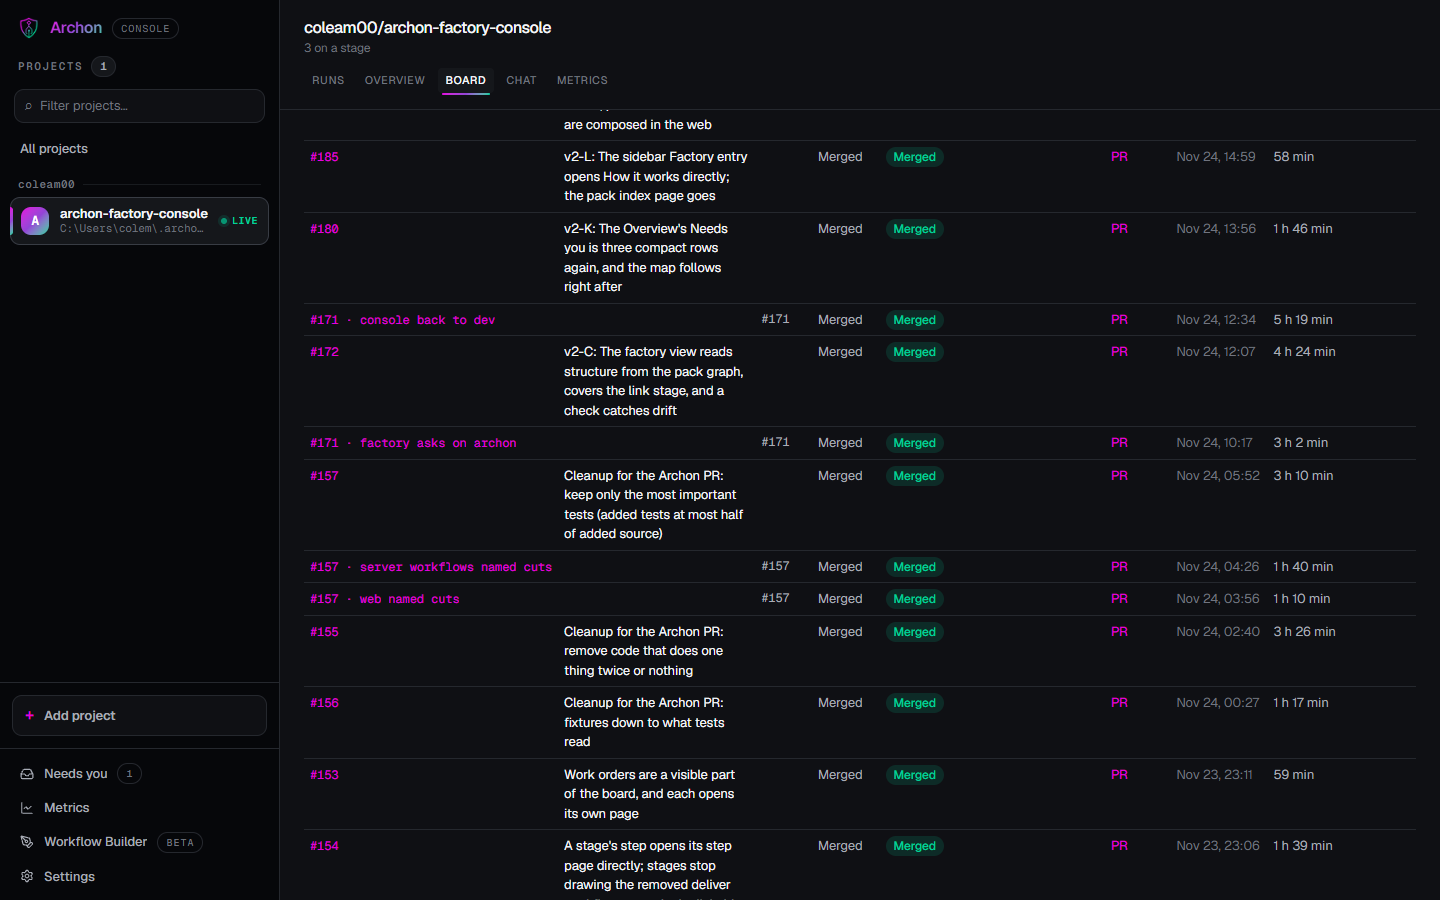 Archon CONSOLE
PROJECTS 1
Filter projects...
All projects
coleam00
A archon-factory-console LIVE
C:\Users\colem\.archo...
Add project
Needs you 1
Metrics
Workflow Builder BETA
Settings
coleam00/archon-factory-console
3 on a stage
RUNS OVERVIEW BOARD CHAT METRICS
are composed in the web
#185 v2-L: The sidebar Factory entry Merged Merged PR Nov 24, 14:59 58 min
opens How it works directly;
the pack index page goes
#180 v2-K: The Overview's Needs Merged Merged PR Nov 24, 13:56 1 h 46 min
you is three compact rows
again, and the map follows
right after
#171 · console back to dev #171 Merged Merged PR Nov 24, 12:34 5 h 19 min
#172 v2-C: The factory view reads Merged Merged PR Nov 24, 12:07 4 h 24 min
structure from the pack graph,
covers the link stage, and a
check catches drift
#171 · factory asks on archon #171 Merged Merged PR Nov 24, 10:17 3 h 2 min
#157 Cleanup for the Archon PR: Merged Merged PR Nov 24, 05:52 3 h 10 min
keep only the most important
tests (added tests at most half
of added source)
#157 · server workflows named cuts #157 Merged Merged PR Nov 24, 04:26 1 h 40 min
#157 · web named cuts #157 Merged Merged PR Nov 24, 03:56 1 h 10 min
#155 Cleanup for the Archon PR: Merged Merged PR Nov 24, 02:40 3 h 26 min
remove code that does one
thing twice or nothing
#156 Cleanup for the Archon PR: Merged Merged PR Nov 24, 00:27 1 h 17 min
fixtures down to what tests
read
#153 Work orders are a visible part Merged Merged PR Nov 23, 23:11 59 min
of the board, and each opens
its own page
#154 A stage's step opens its step Merged Merged PR Nov 23, 23:06 1 h 39 min
page directly; stages stop
drawing the removed deliver